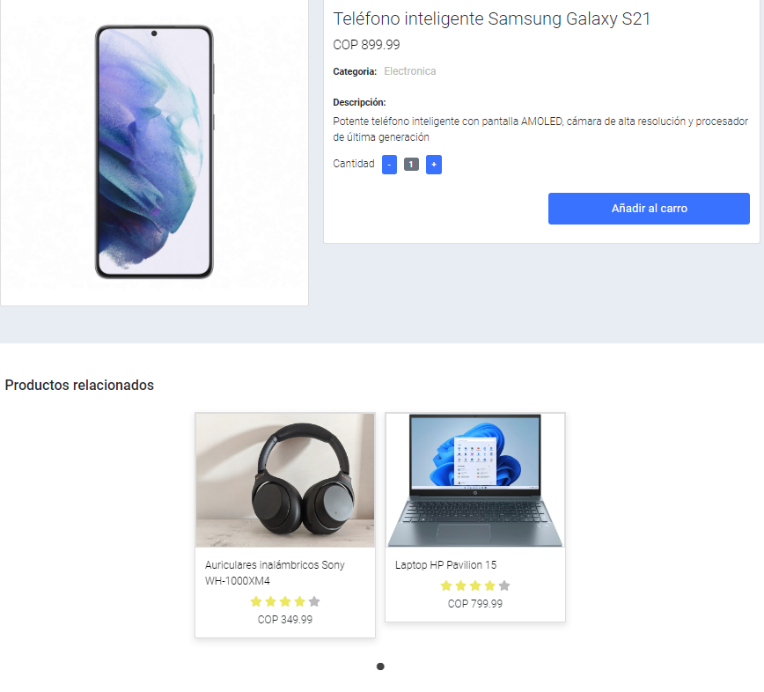 Teléfono inteligente Samsung Galaxy S21
COP 899.99
Categoria: Electronica
Descripción:
Potente teléfono inteligente con pantalla AMOLED, cámara de alta resolución y procesador
de última generación
Cantidad - 1 +
Añadir al carro
Productos relacionados
Auriculares inalámbricos Sony
WH-1000XM4
COP 349.99
Laptop HP Pavilion 15
COP 799.99